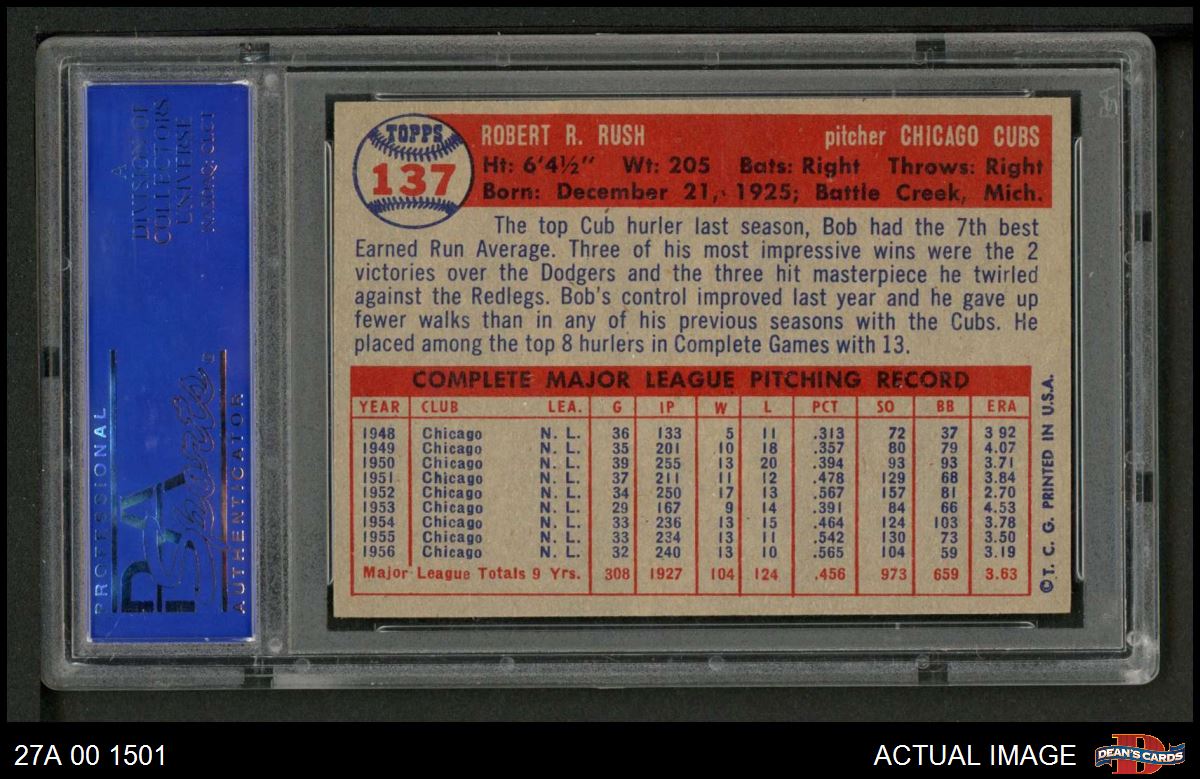 A
DIVISION OF
COLLECTORS
UNIVERSE
NASDAQ: CLCT
PROFESSIONAL
PSA
Sports
AUTHENTICATOR
TOPPS
137
ROBERT R. RUSH pitcher CHICAGO CUBS
Ht: 6'4½" Wt: 205 Bats: Right Throws: Right
Born: December 21, 1925; Battle Creek, Mich.
The top Cub hurler last season, Bob had the 7th best
Earned Run Average. Three of his most impressive wins were the 2
victories over the Dodgers and the three hit masterpiece he twirled
against the Redlegs. Bob's control improved last year and he gave up
fewer walks than in any of his previous seasons with the Cubs. He
placed among the top 8 hurlers in Complete Games with 13.
COMPLETE MAJOR LEAGUE PITCHING RECORD
YEAR CLUB LEA. G IP W L PCT SO BB ERA
1948 Chicago N. L. 36 133 5 11 .313 72 37 3 92
1949 Chicago N. L. 35 201 10 18 .357 80 79 4.07
1950 Chicago N. L. 39 255 13 20 .394 93 93 3.71
1951 Chicago N. L. 37 211 11 12 .478 129 68 3.84
1952 Chicago N. L. 34 250 17 13 .567 157 81 2.70
1953 Chicago N. L. 29 167 9 14 .391 84 66 4.53
1954 Chicago N. L. 33 236 13 15 .464 124 103 3.78
1955 Chicago N. L. 33 234 13 11 .542 130 73 3.50
1956 Chicago N. L. 32 240 13 10 .565 104 59 3.19
Major League Totals 9 Yrs. 308 1927 104 124 .456 973 659 3.63
© T. C. G. PRINTED IN U.S.A.
27A 00 1501
ACTUAL IMAGE
DEAN'S CARDS